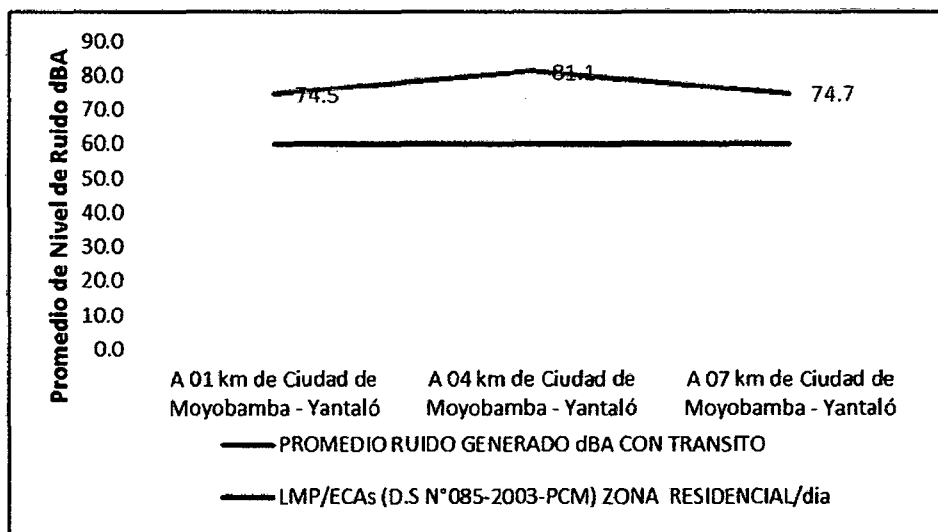 Promedio de Nivel de Ruido dBA
90.0
80.0
70.0
60.0
50.0
40.0
30.0
20.0
10.0
0.0
74.5
81.1
74.7
A 01 km de Ciudad de
Moyobamba - Yantaló
A 04 km de Ciudad de
Moyobamba - Yantaló
A 07 km de Ciudad de
Moyobamba - Yantaló
PROMEDIO RUIDO GENERADO dBA CON TRANSITO
LMP/ECAs (D.S N°085-2003-PCM) ZONA RESIDENCIAL/dia